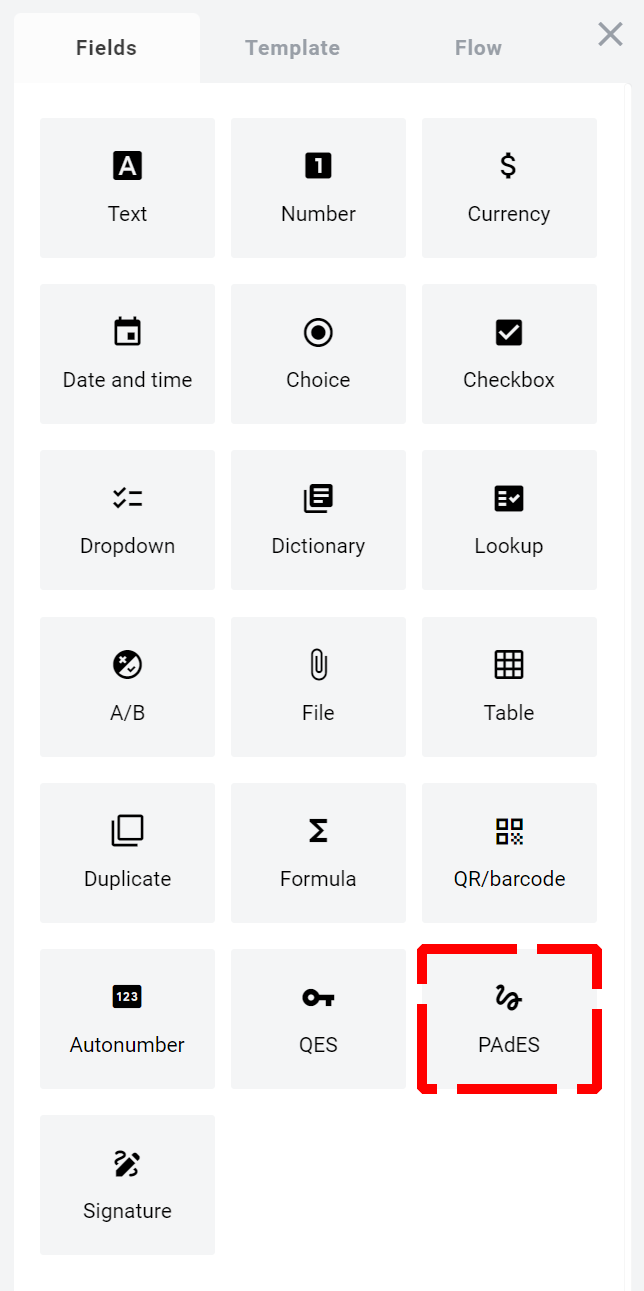 Fields Template Flow
A 1 $
Text Number Currency
Date and time Choice Checkbox
Dropdown Dictionary Lookup
A/B File Table
Σ
Duplicate Formula QR/barcode
123
Autonumber QES PAdES
Signature